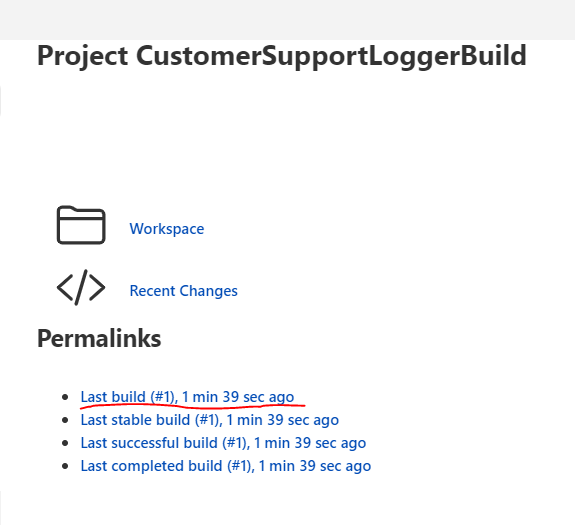 Project CustomerSupportLoggerBuild
Workspace
Recent Changes
Permalinks
Last build (#1), 1 min 39 sec ago
Last stable build (#1), 1 min 39 sec ago
Last successful build (#1), 1 min 39 sec ago
Last completed build (#1), 1 min 39 sec ago